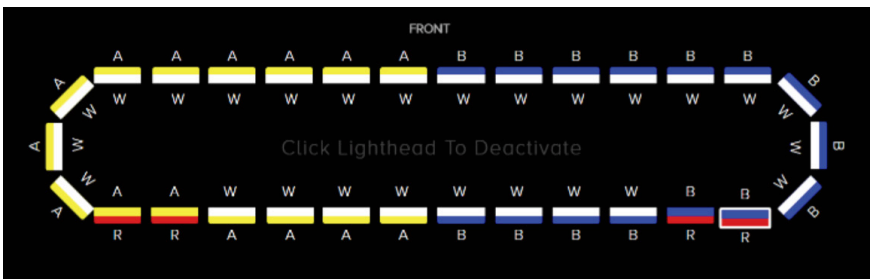 FRONT
A A A A A A B B B B B B
A B
W W W W W W W W W W W W
W W
A W Click Lighthead To Deactivate W B
W W
A A W W W W W W W W B B
A B
R R A A A A B B B B R R